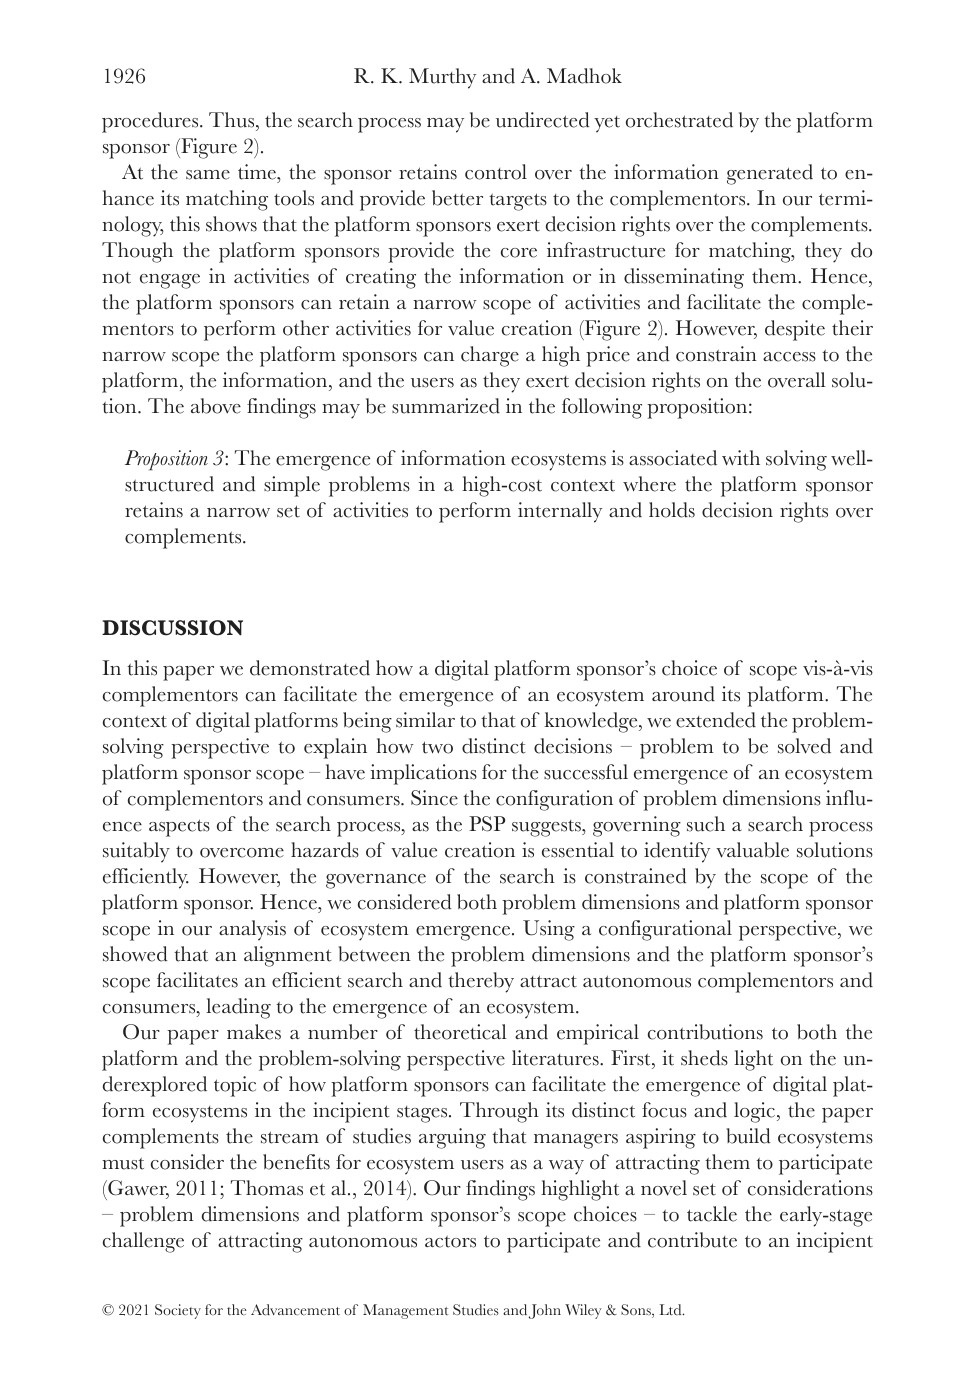 1926
R. K. Murthy and A. Madhok
procedures. Thus, the search process may be undirected yet orchestrated by the platform
sponsor (Figure 2).
At the same time, the sponsor retains control over the information generated to en-
hance its matching tools and provide better targets to the complementors. In our termi-
nology, this shows that the platform sponsors exert decision rights over the complements.
Though the platform sponsors provide the core infrastructure for matching, they do
not engage in activities of creating the information or in disseminating them. Hence,
the platform sponsors can retain a narrow scope of activities and facilitate the comple-
mentors to perform other activities for value creation (Figure 2). However, despite their
narrow scope the platform sponsors can charge a high price and constrain access to the
platform, the information, and the users as they exert decision rights on the overall solu-
tion. The above findings may be summarized in the following proposition:
Proposition 3: The emergence of information ecosystems is associated with solving well-
structured and simple problems in a high-cost context where the platform sponsor
retains a narrow set of activities to perform internally and holds decision rights over
complements.
DISCUSSION
In this paper we demonstrated how a digital platform sponsor's choice of scope vis-à-vis
complementors can facilitate the emergence of an ecosystem around its platform. The
context of digital platforms being similar to that of knowledge, we extended the problem-
solving perspective to explain how two distinct decisions – problem to be solved and
platform sponsor scope – have implications for the successful emergence of an ecosystem
of complementors and consumers. Since the configuration of problem dimensions influ-
ence aspects of the search process, as the PSP suggests, governing such a search process
suitably to overcome hazards of value creation is essential to identify valuable solutions
efficiently. However, the governance of the search is constrained by the scope of the
platform sponsor. Hence, we considered both problem dimensions and platform sponsor
scope in our analysis of ecosystem emergence. Using a configurational perspective, we
showed that an alignment between the problem dimensions and the platform sponsor's
scope facilitates an efficient search and thereby attract autonomous complementors and
consumers, leading to the emergence of an ecosystem.
Our paper makes a number of theoretical and empirical contributions to both the
platform and the problem-solving perspective literatures. First, it sheds light on the un-
derexplored topic of how platform sponsors can facilitate the emergence of digital plat-
form ecosystems in the incipient stages. Through its distinct focus and logic, the paper
complements the stream of studies arguing that managers aspiring to build ecosystems
must consider the benefits for ecosystem users as a way of attracting them to participate
(Gawer, 2011; Thomas et al., 2014). Our findings highlight a novel set of considerations
– problem dimensions and platform sponsor's scope choices – to tackle the early-stage
challenge of attracting autonomous actors to participate and contribute to an incipient
© 2021 Society for the Advancement of Management Studies and John Wiley & Sons, Ltd.